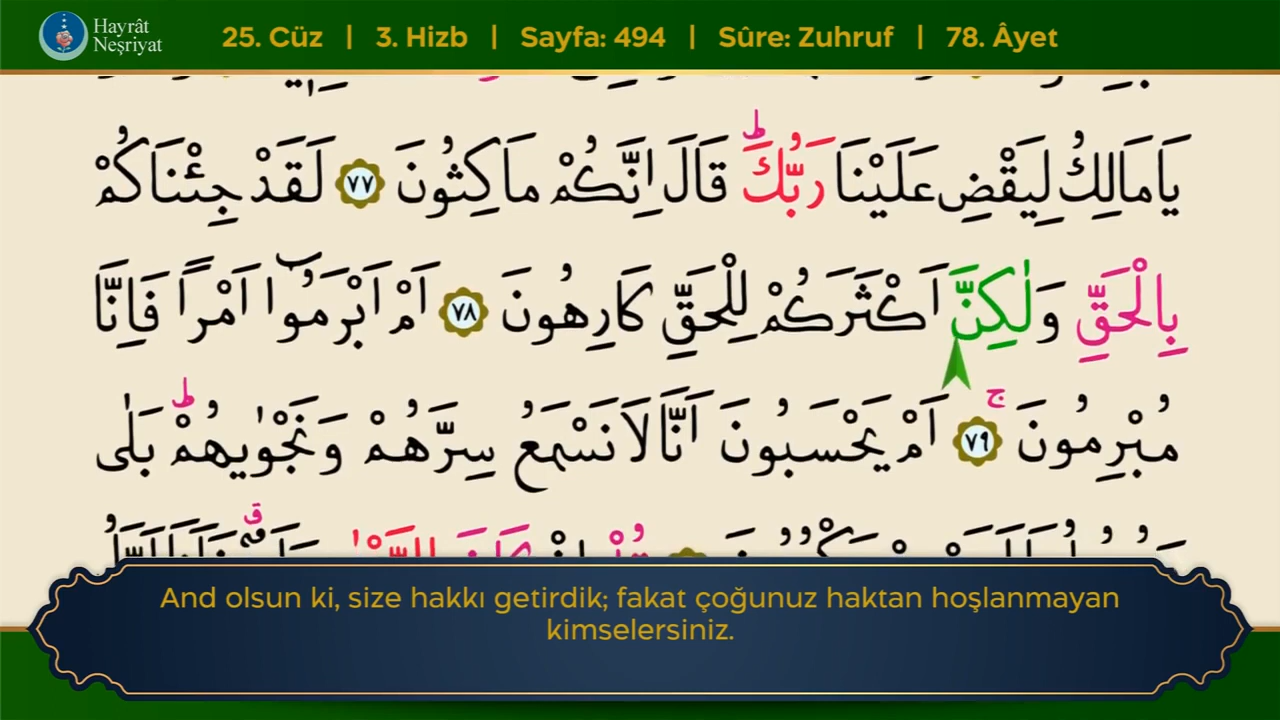 Hayrât
Neşriyat
25. Cüz | 3. Hizb | Sayfa: 494 | Sûre: Zuhruf | 78. Âyet
يَامَالِكُ لِيَقْضِ عَلَيْنَا رَبُّكَۜ قَالَ اِنَّكُمْ مَاكِثُونَ ﴿٧٧﴾ لَقَدْ جِئْنَاكُمْ
بِالْحَقِّ وَلٰكِنَّ اَكْثَرَكُمْ لِلْحَقِّ كَارِهُونَ ﴿٧٨﴾ اَمْ اَبْرَمُٓوا اَمْرًا فَاِنَّا
مُبْرِمُونَۚ ﴿٧٩﴾ اَمْ يَحْسَبُونَ اَنَّا لَا نَسْمَعُ سِرَّهُمْ وَنَجْوٰيهُمْۜ بَلٰى
And olsun ki, size hakkı getirdik; fakat çoğunuz haktan hoşlanmayan
kimselersiniz.